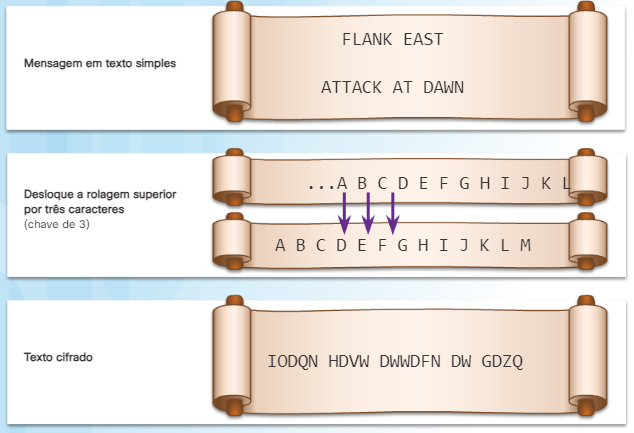 Mensagem em texto simples
FLANK EAST
ATTACK AT DAWN
Desloque a rolagem superior
por três caracteres
(chave de 3)
...A B C D E F G H I J K L
A B C D E F G H I J K L M
Texto cifrado
IODQN HDVW DWWDFN DW GDZQ